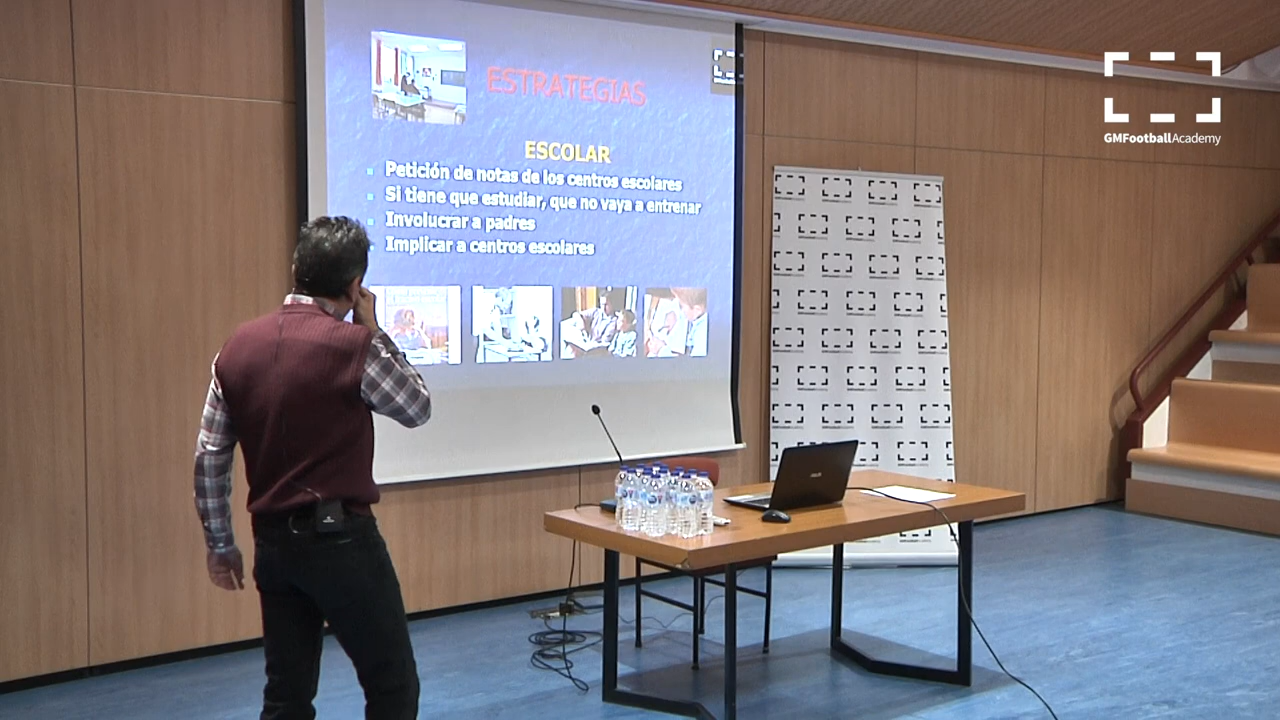 ESTRATEGIAS
ESCOLAR
Petición de notas de los centros escolares
Si tiene que estudiar, que no vaya a entrenar
Involucrar a padres
Implicar a centros escolares
GMFootballAcademy
ASUS